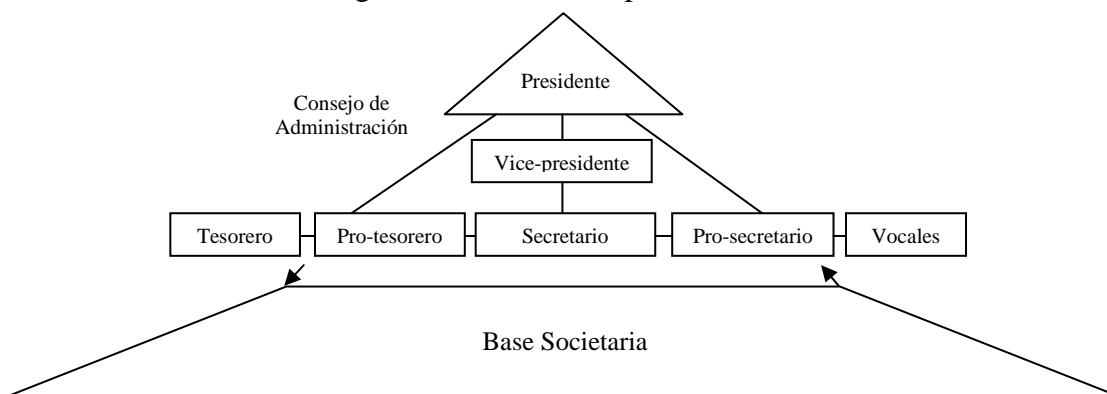 Presidente
Consejo de
Administración
Vice-presidente
Tesorero
Pro-tesorero
Secretario
Pro-secretario
Vocales
Base Societaria